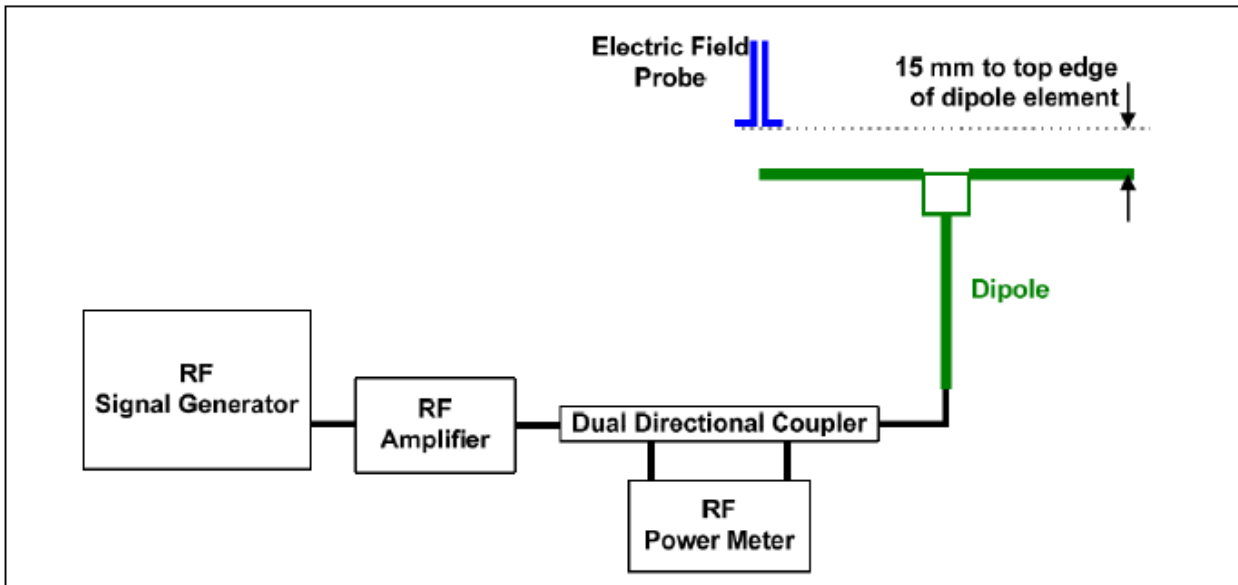 Electric Field
Probe
15 mm to top edge
of dipole element
Dipole
RF
Signal Generator
RF
Amplifier
Dual Directional Coupler
RF
Power Meter